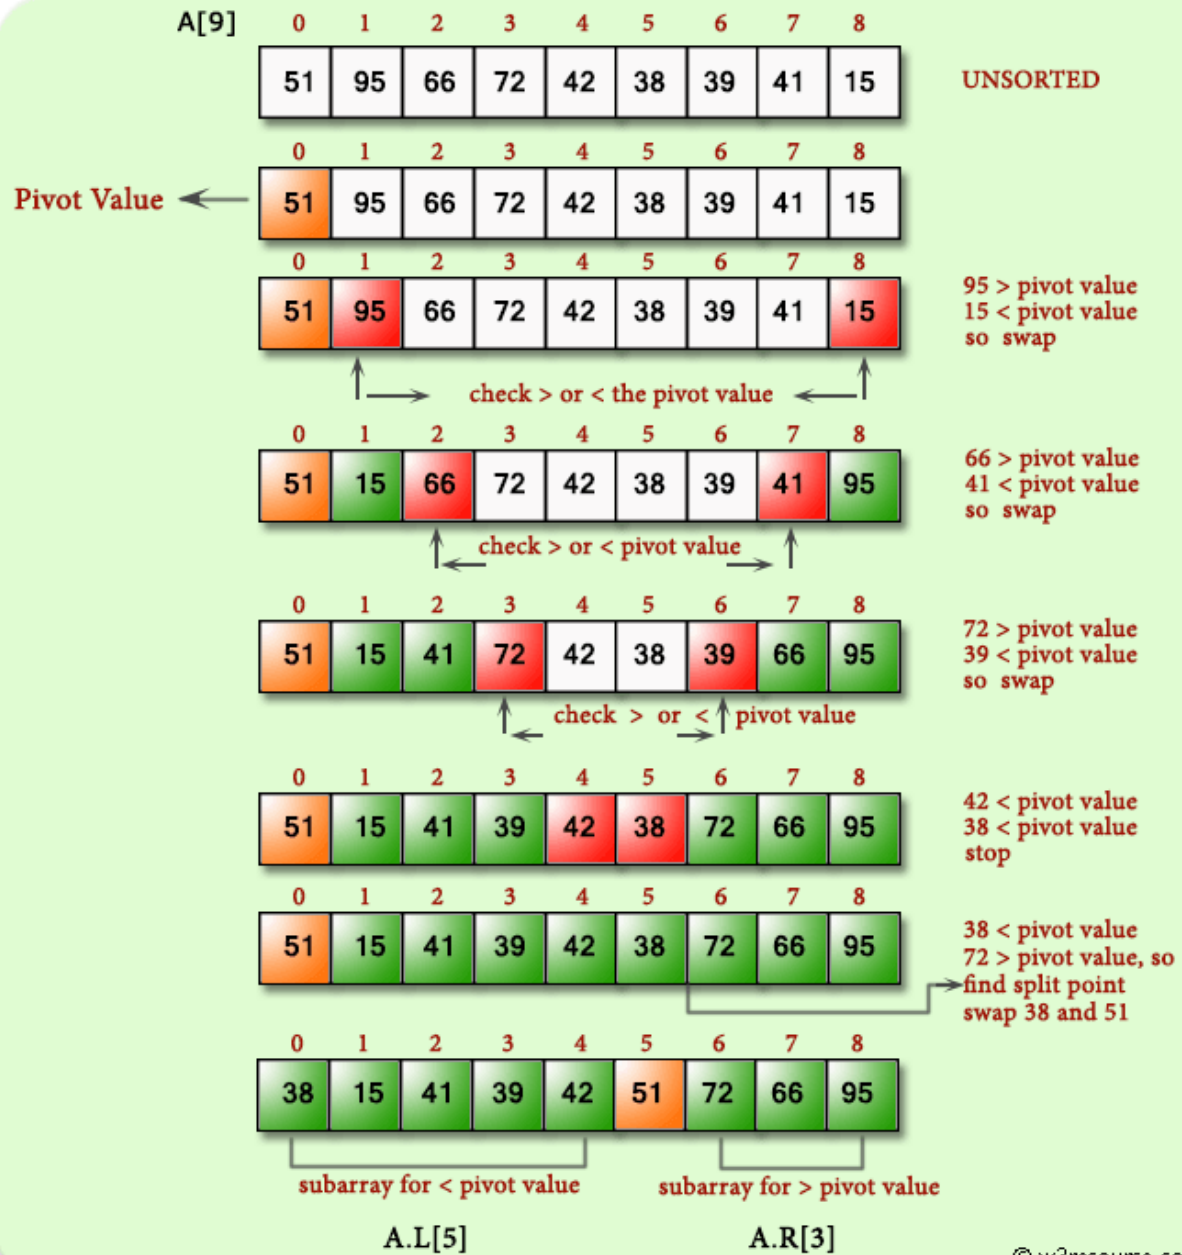 A[9] 0 1 2 3 4 5 6 7 8
51 95 66 72 42 38 39 41 15 UNSORTED
0 1 2 3 4 5 6 7 8
Pivot Value 51 95 66 72 42 38 39 41 15
0 1 2 3 4 5 6 7 8
51 95 66 72 42 38 39 41 15
95 > pivot value
15 < pivot value
so swap
check > or < the pivot value
0 1 2 3 4 5 6 7 8
51 15 66 72 42 38 39 41 95
66 > pivot value
41 < pivot value
so swap
check > or < pivot value
0 1 2 3 4 5 6 7 8
51 15 41 72 42 38 39 66 95
72 > pivot value
39 < pivot value
so swap
check > or < pivot value
0 1 2 3 4 5 6 7 8
51 15 41 39 42 38 72 66 95
42 < pivot value
38 < pivot value
stop
0 1 2 3 4 5 6 7 8
51 15 41 39 42 38 72 66 95
38 < pivot value
72 > pivot value, so
find split point
swap 38 and 51
0 1 2 3 4 5 6 7 8
38 15 41 39 42 51 72 66 95
subarray for < pivot value subarray for > pivot value
A.L[5] A.R[3]